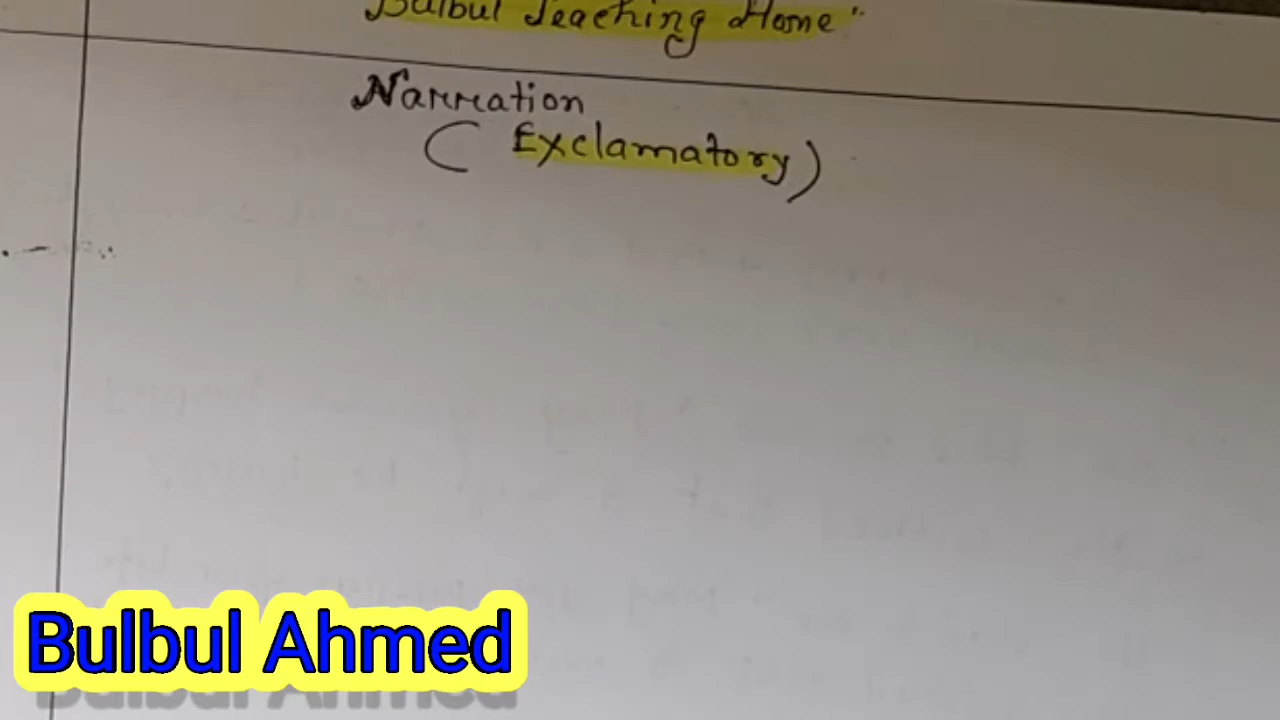 Bulbul Teaching Home"
Narration
(Exclamatory)
Bulbul Ahmed